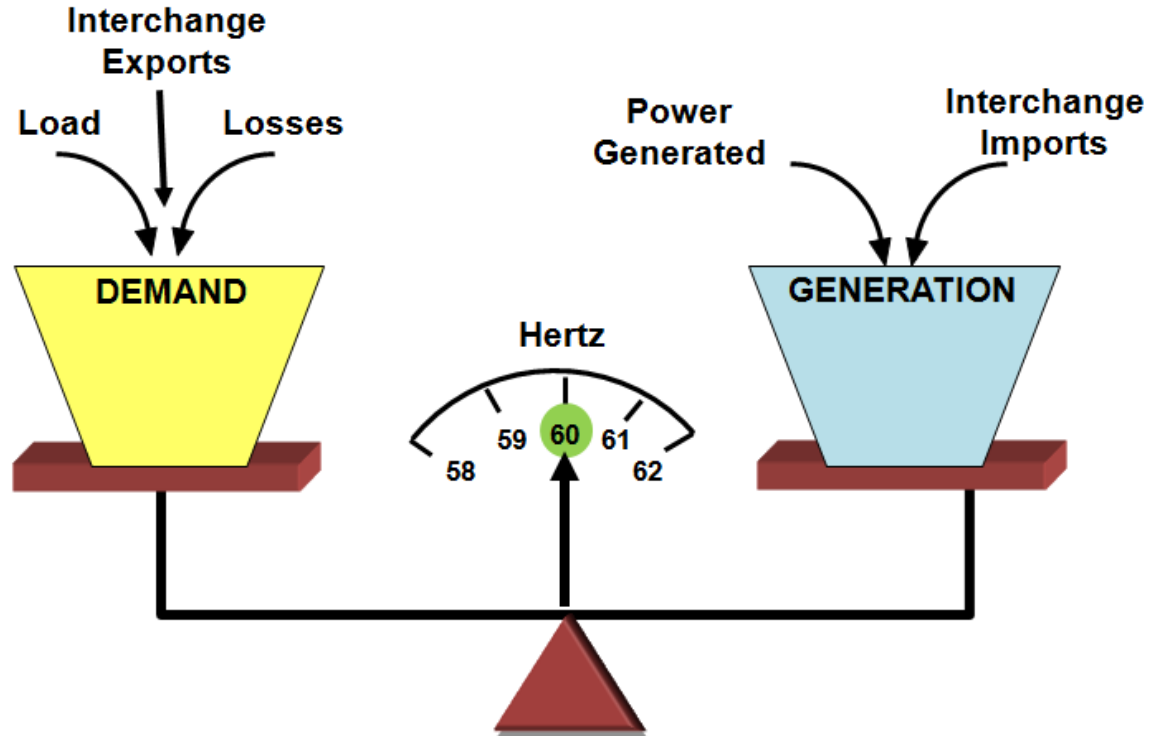 Interchange
Exports
Load
Losses
Power
Generated
Interchange
Imports
DEMAND
GENERATION
Hertz
58
59
60
61
62